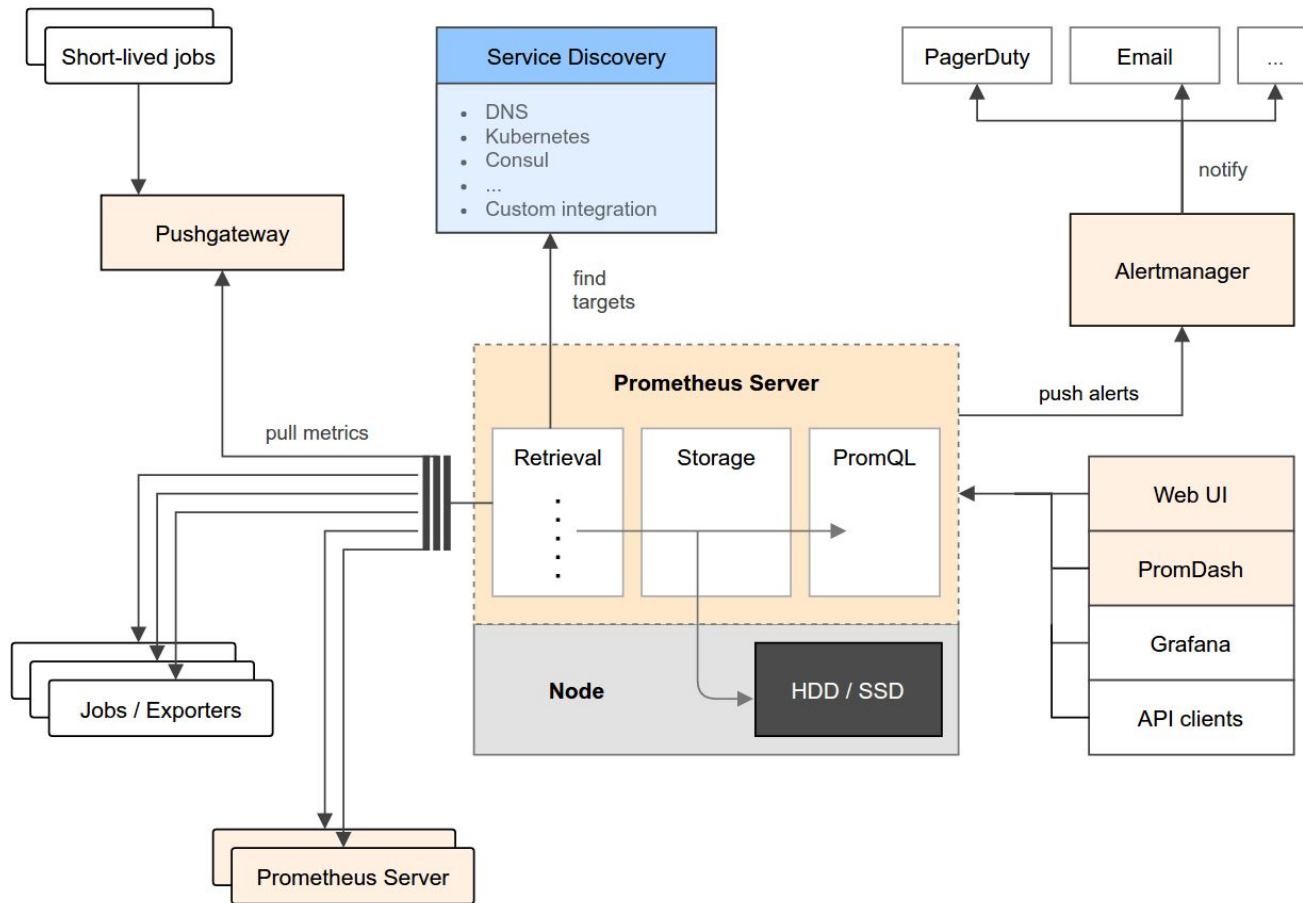 Short-lived jobs
Service Discovery
PagerDuty
Email
...
DNS
Kubernetes
Consul
...
Custom integration
notify
Pushgateway
Alertmanager
find
targets
Prometheus Server
push alerts
pull metrics
Retrieval
Storage
PromQL
Web UI
PromDash
Grafana
API clients
Node
HDD / SSD
Jobs / Exporters
Prometheus Server